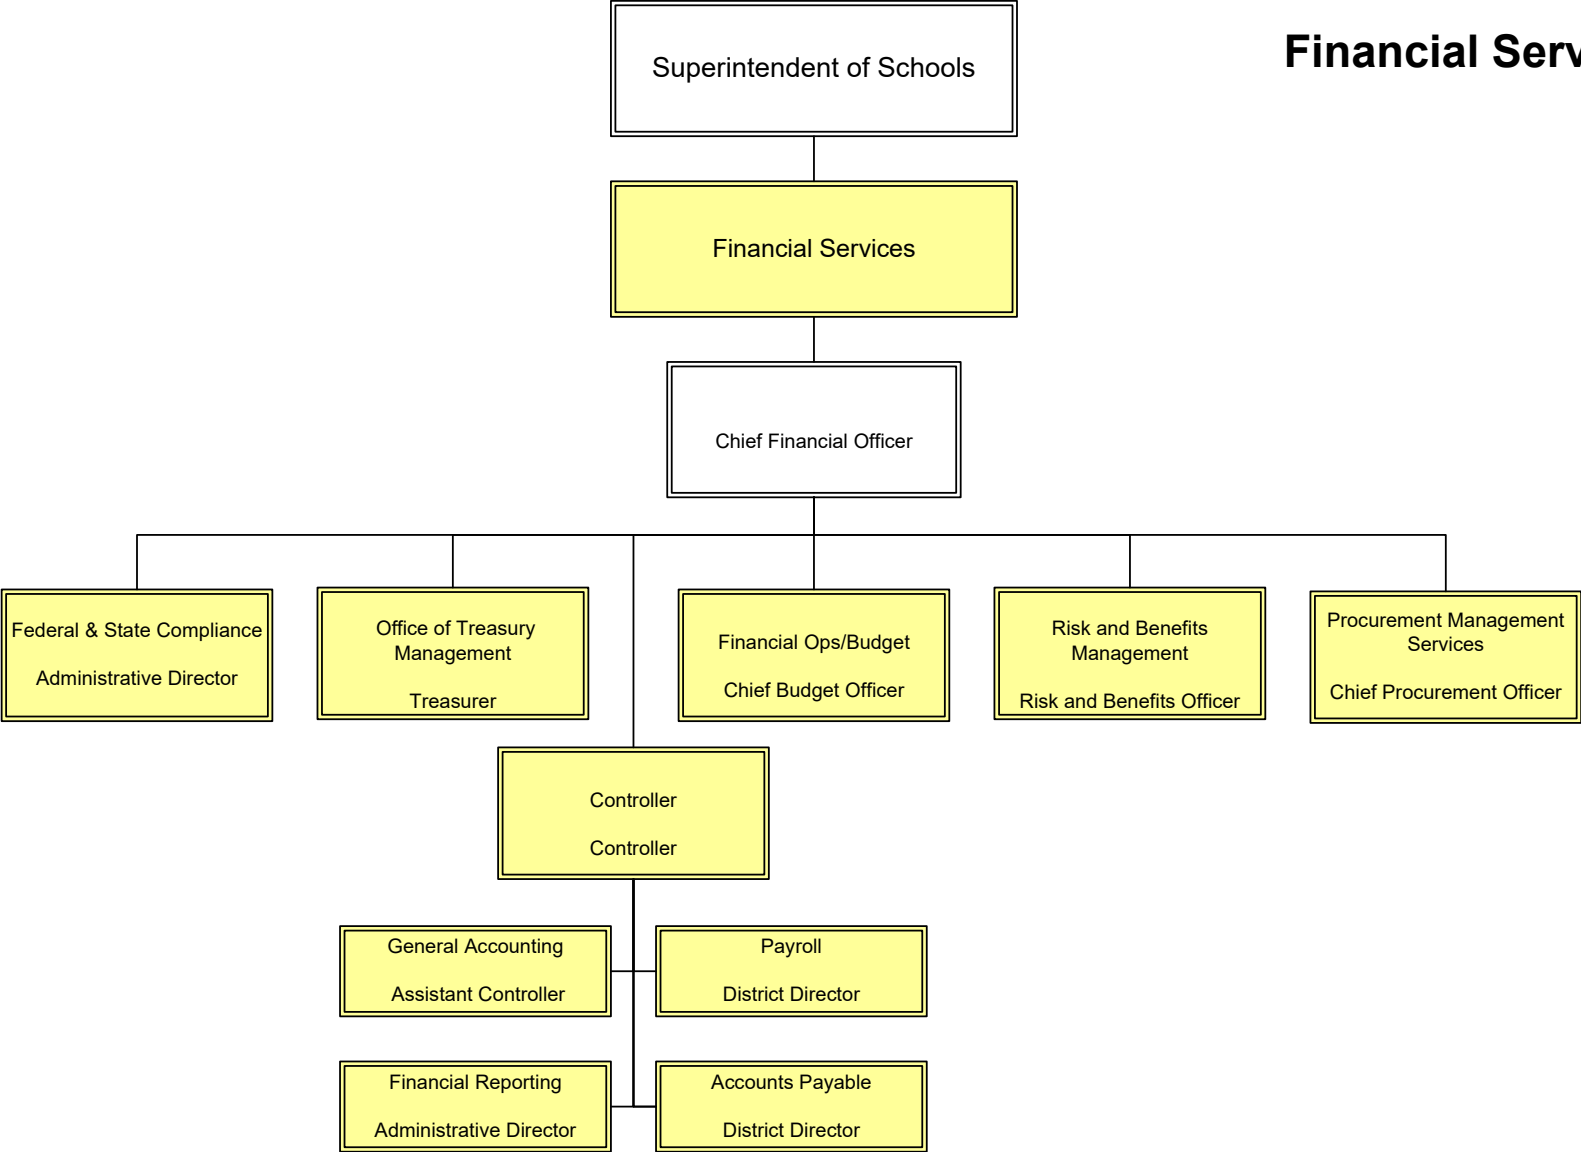 Financial Serv
Superintendent of Schools
Financial Services
Chief Financial Officer
Federal & State Compliance
Administrative Director
Office of Treasury
Management
Treasurer
Financial Ops/Budget
Chief Budget Officer
Risk and Benefits
Management
Risk and Benefits Officer
Procurement Management
Services
Chief Procurement Officer
Controller
Controller
General Accounting
Assistant Controller
Payroll
District Director
Financial Reporting
Administrative Director
Accounts Payable
District Director